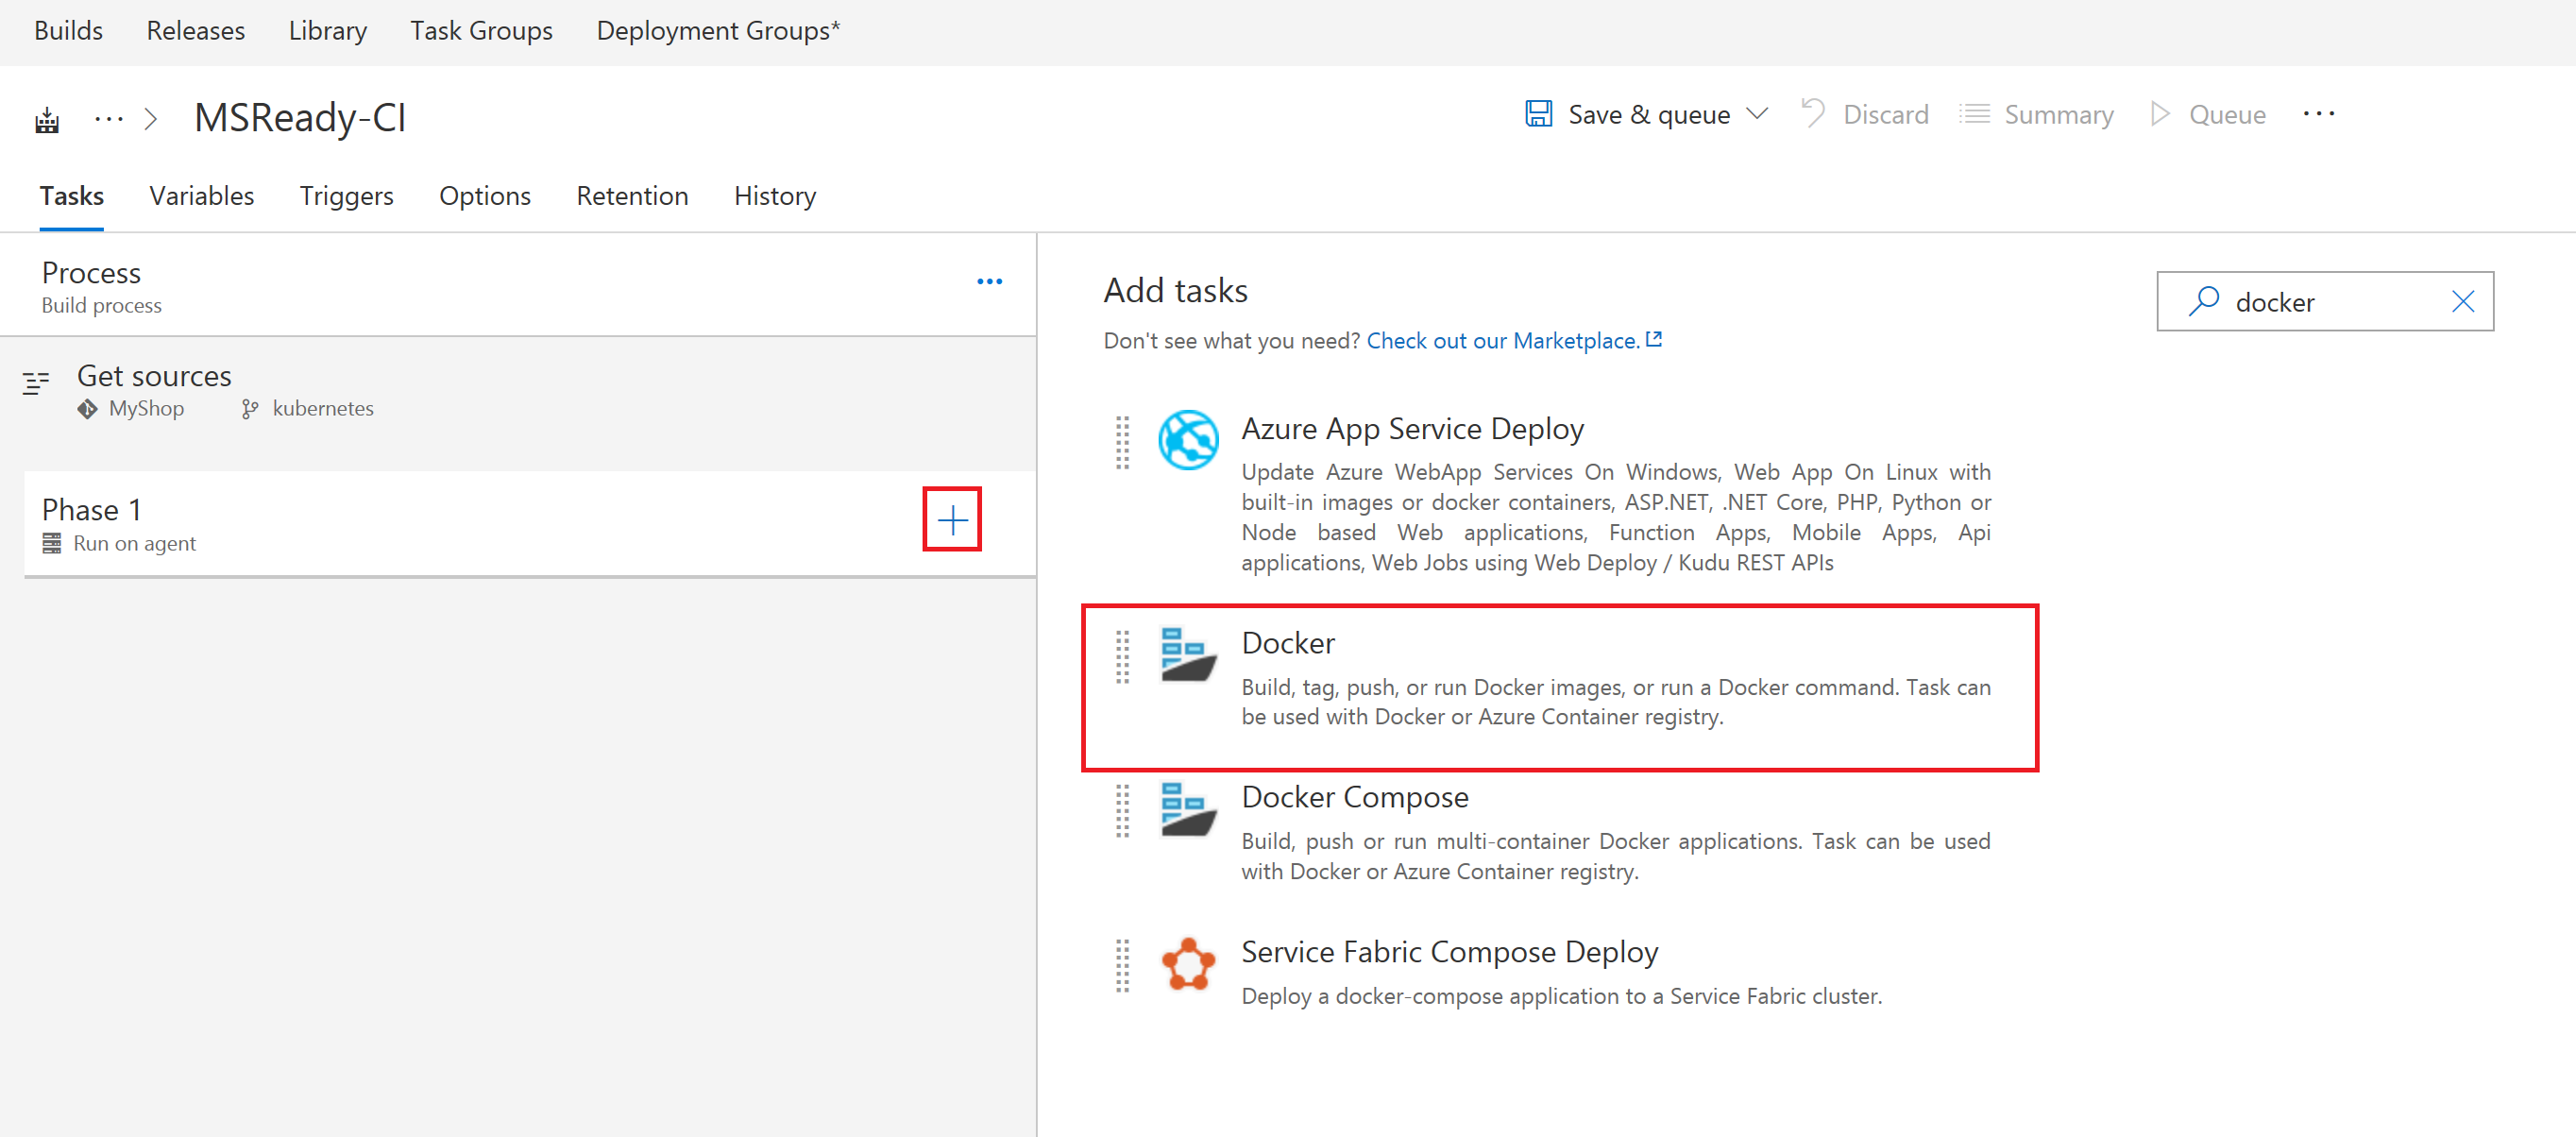 Builds Releases Library Task Groups Deployment Groups*
··· > MSReady-CI
Save & queue Discard Summary Queue ···
Tasks Variables Triggers Options Retention History
Process
Build process
Get sources
MyShop kubernetes
Phase 1
Run on agent
Add tasks
docker
Don't see what you need? Check out our Marketplace.
Azure App Service Deploy
Update Azure WebApp Services On Windows, Web App On Linux with
built-in images or docker containers, ASP.NET, .NET Core, PHP, Python or
Node based Web applications, Function Apps, Mobile Apps, Api
applications, Web Jobs using Web Deploy / Kudu REST APIs
Docker
Build, tag, push, or run Docker images, or run a Docker command. Task can
be used with Docker or Azure Container registry.
Docker Compose
Build, push or run multi-container Docker applications. Task can be used
with Docker or Azure Container registry.
Service Fabric Compose Deploy
Deploy a docker-compose application to a Service Fabric cluster.